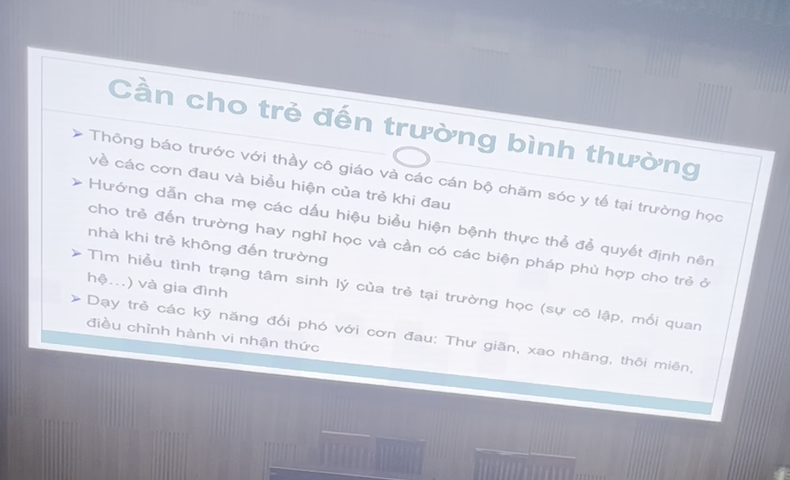 Cần cho trẻ đến trường bình thường
➢ Thông báo trước với thầy cô giáo và các cán bộ chăm sóc y tế tại trường học
về các cơn đau và biểu hiện của trẻ khi đau
➢ Hướng dẫn cha mẹ các dấu hiệu biểu hiện bệnh thực thể để quyết định nên
cho trẻ đến trường hay nghỉ học và cần có các biện pháp phù hợp cho trẻ ở
nhà khi trẻ không đến trường
➢ Tìm hiểu tình trạng tâm sinh lý của trẻ tại trường học (sự cô lập, mối quan
hệ...) và gia đình
➢ Dạy trẻ các kỹ năng đối phó với cơn đau: Thư giãn, xao nhãng, thôi miên,
điều chỉnh hành vi nhận thức